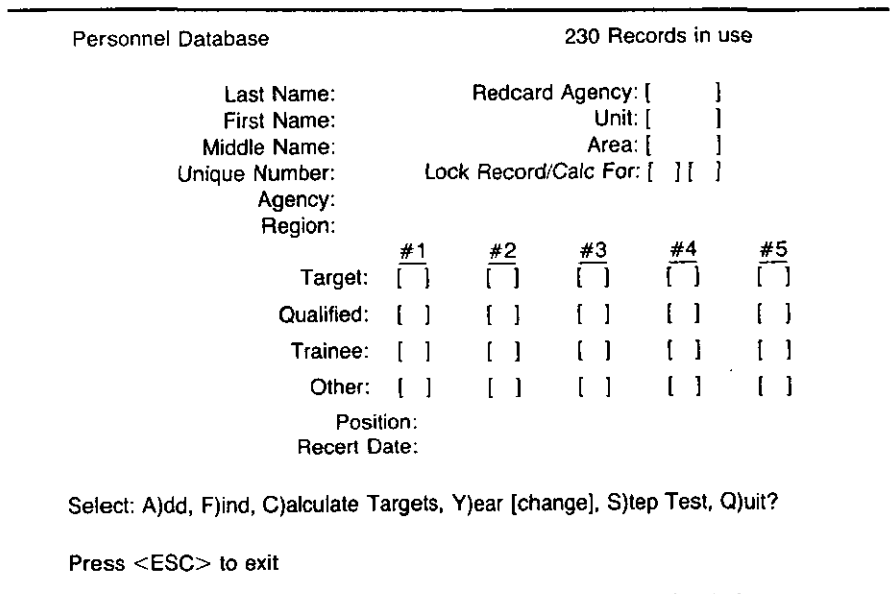 Personnel Database 230 Records in use
Last Name: Redcard Agency: [ ]
First Name: Unit: [ ]
Middle Name: Area: [ ]
Unique Number: Lock Record/Calc For: [ ] [ ]
Agency:
Region:
#1 #2 #3 #4 #5
Target: [ ] [ ] [ ] [ ] [ ]
Qualified: [ ] [ ] [ ] [ ] [ ]
Trainee: [ ] [ ] [ ] [ ] [ ]
Other: [ ] [ ] [ ] [ ] [ ]
Position:
Recert Date:
Select: A)dd, F)ind, C)alculate Targets, Y)ear [change], S)tep Test, Q)uit?
Press <ESC> to exit